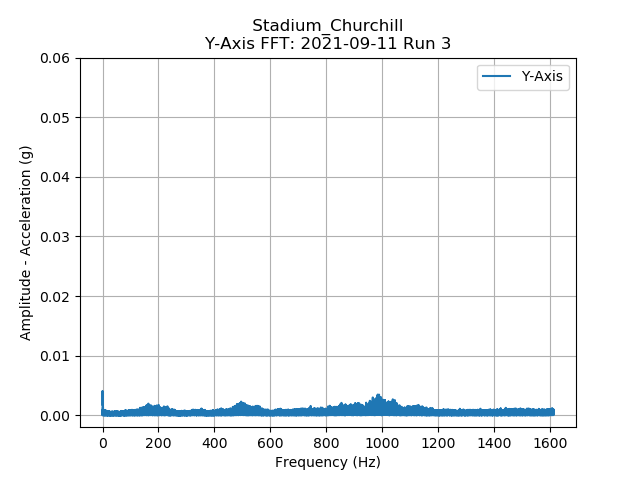 Stadium_Churchill
Y-Axis FFT: 2021-09-11 Run 3
Y-Axis
0.06
0.05
0.04
0.03
0.02
0.01
0.00
Amplitude - Acceleration (g)
0 200 400 600 800 1000 1200 1400 1600
Frequency (Hz)